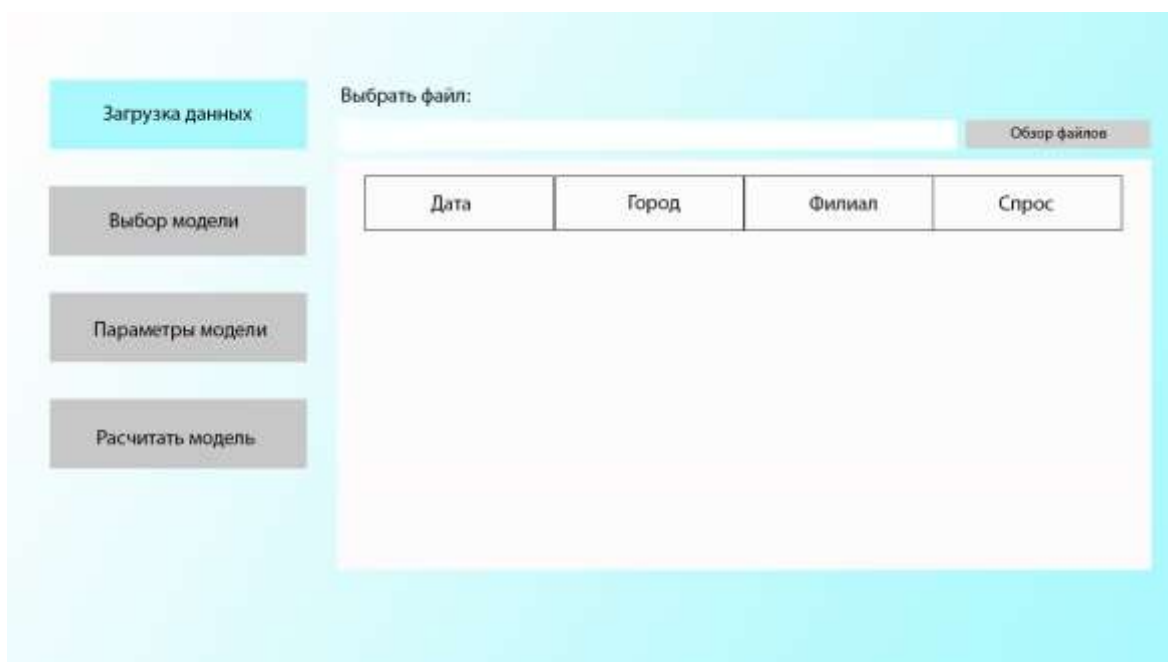 Загрузка данных
Выбор модели
Параметры модели
Расчитать модель
Выбрать файл:
Обзор файлов
Дата Город Филиал Спрос